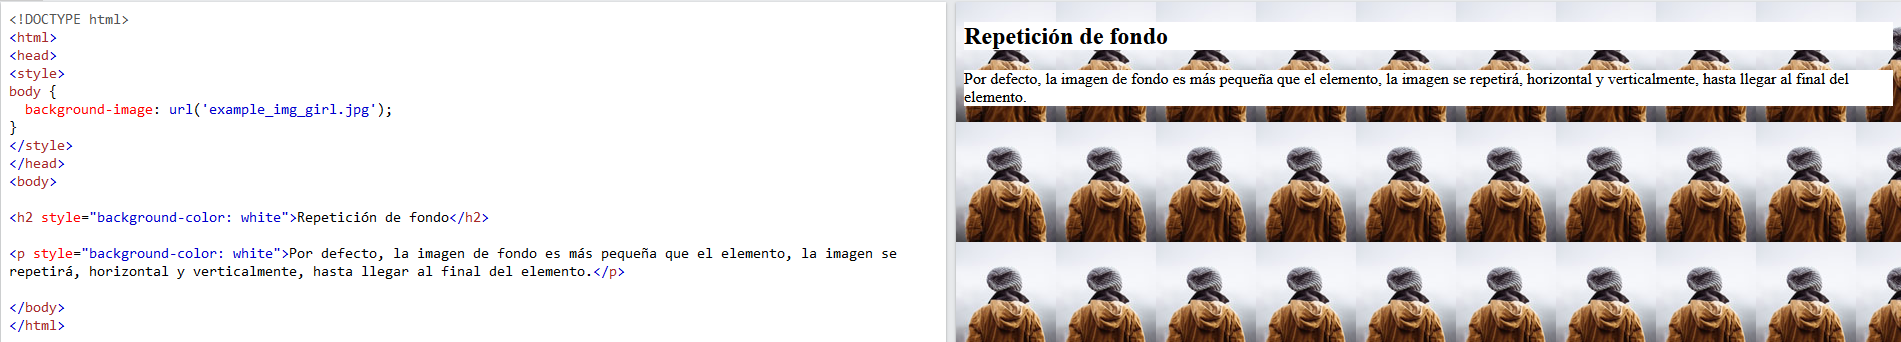 <!DOCTYPE html>
<html>
<head>
<style>
body {
  background-image: url('example_img_girl.jpg');
}
</style>
</head>
<body>

<h2 style="background-color: white">Repetición de fondo</h2>

<p style="background-color: white">Por defecto, la imagen de fondo es más pequeña que el elemento, la imagen se
repetirá, horizontal y verticalmente, hasta llegar al final del elemento.</p>

</body>
</html>

Repetición de fondo
Por defecto, la imagen de fondo es más pequeña que el elemento, la imagen se repetirá, horizontal y verticalmente, hasta llegar al final del
elemento.